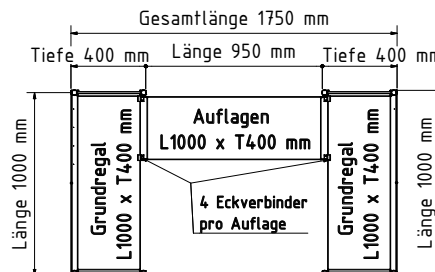 Gesamtlänge 1750 mm
Tiefe 400 mm
Länge 950 mm
Tiefe 400 mm
Länge 1000 mm
Grundregal
L1000 x T400 mm
Auflagen
L1000 x T400 mm
4 Eckverbinder
pro Auflage
Grundregal
L1000 x T400 mm
Länge 1000 mm